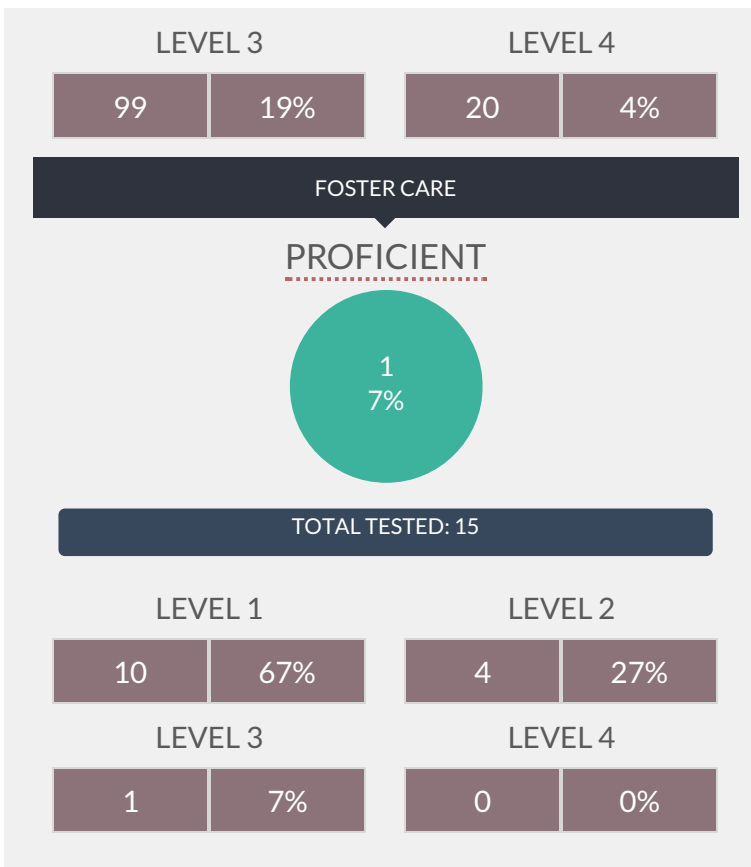 LEVEL 3 LEVEL 4
99 19% 20 4%
FOSTER CARE
PROFICIENT
1
7%
TOTAL TESTED: 15
LEVEL 1 LEVEL 2
10 67% 4 27%
LEVEL 3 LEVEL 4
1 7% 0 0%